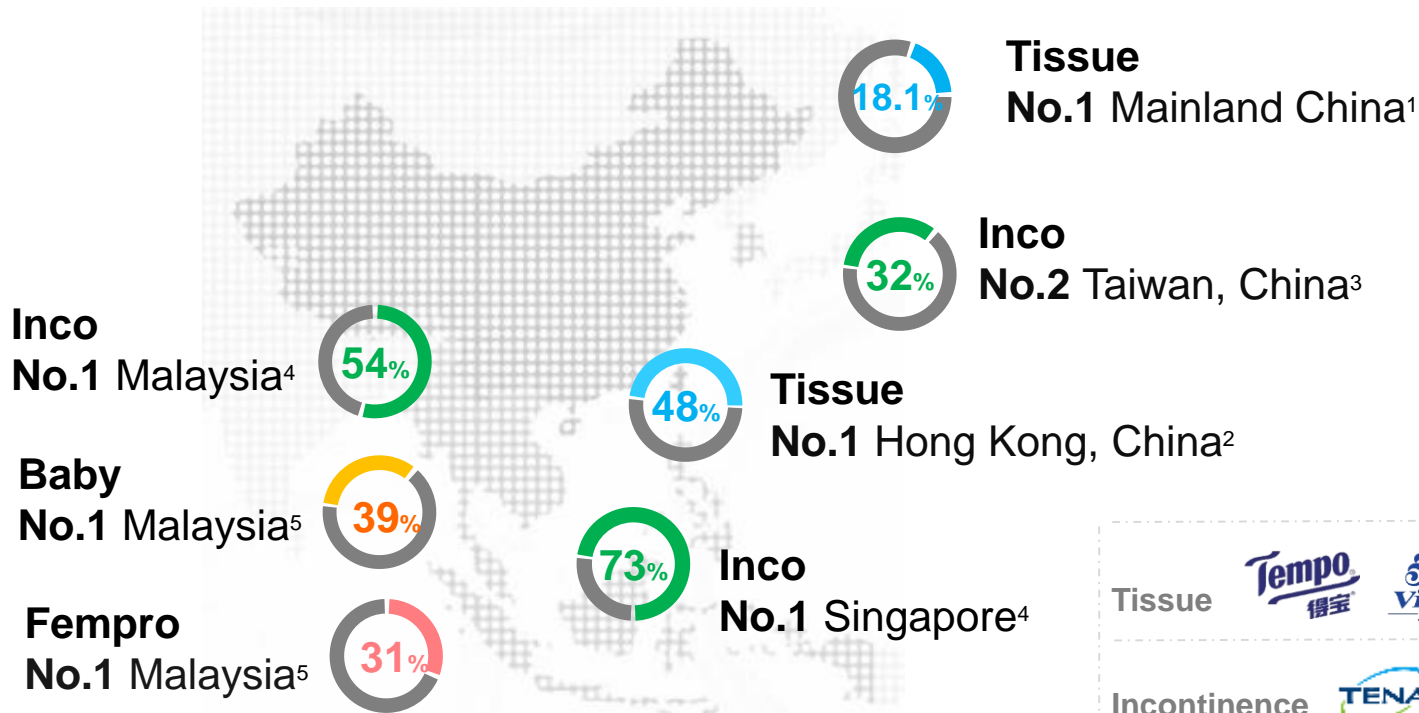 18.1%
Tissue
No.1 Mainland China¹
32%
Inco
No.2 Taiwan, China³
Inco
No.1 Malaysia⁴
54%
48%
Tissue
No.1 Hong Kong, China²
Baby
No.1 Malaysia⁵
39%
73%
Inco
No.1 Singapore⁴
Fempro
No.1 Malaysia⁵
31%
Tissue
Tempo
得宝
Incontinence
TENA